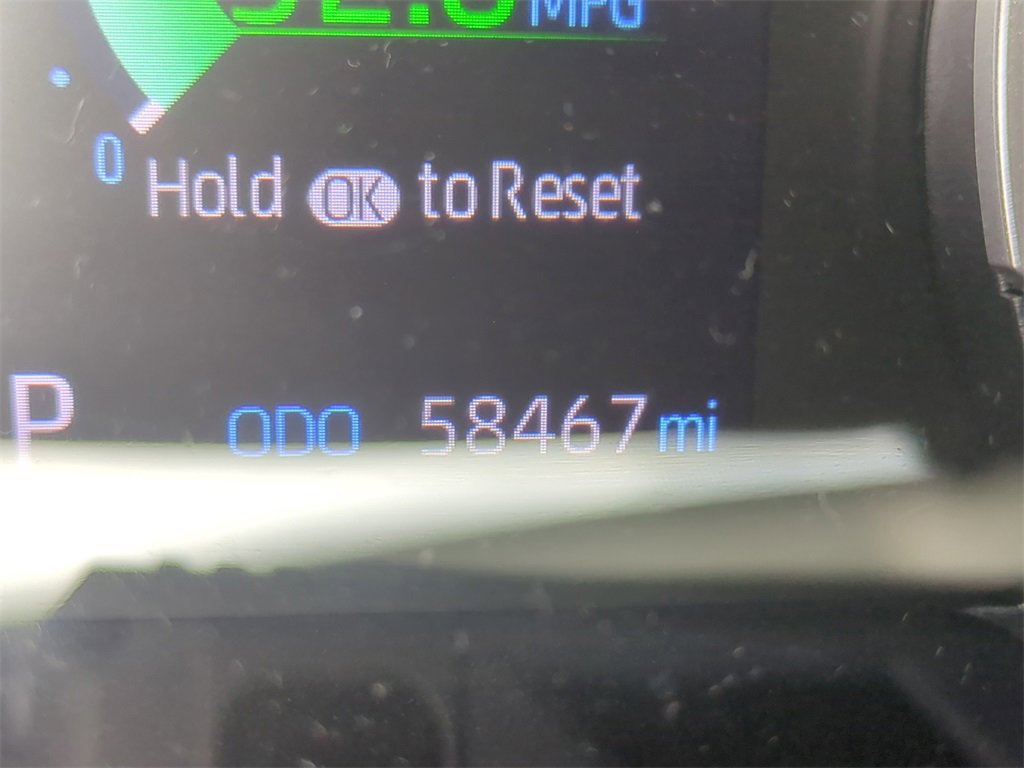 MPG
0
Hold OK to Reset
P
ODO 58467 mi